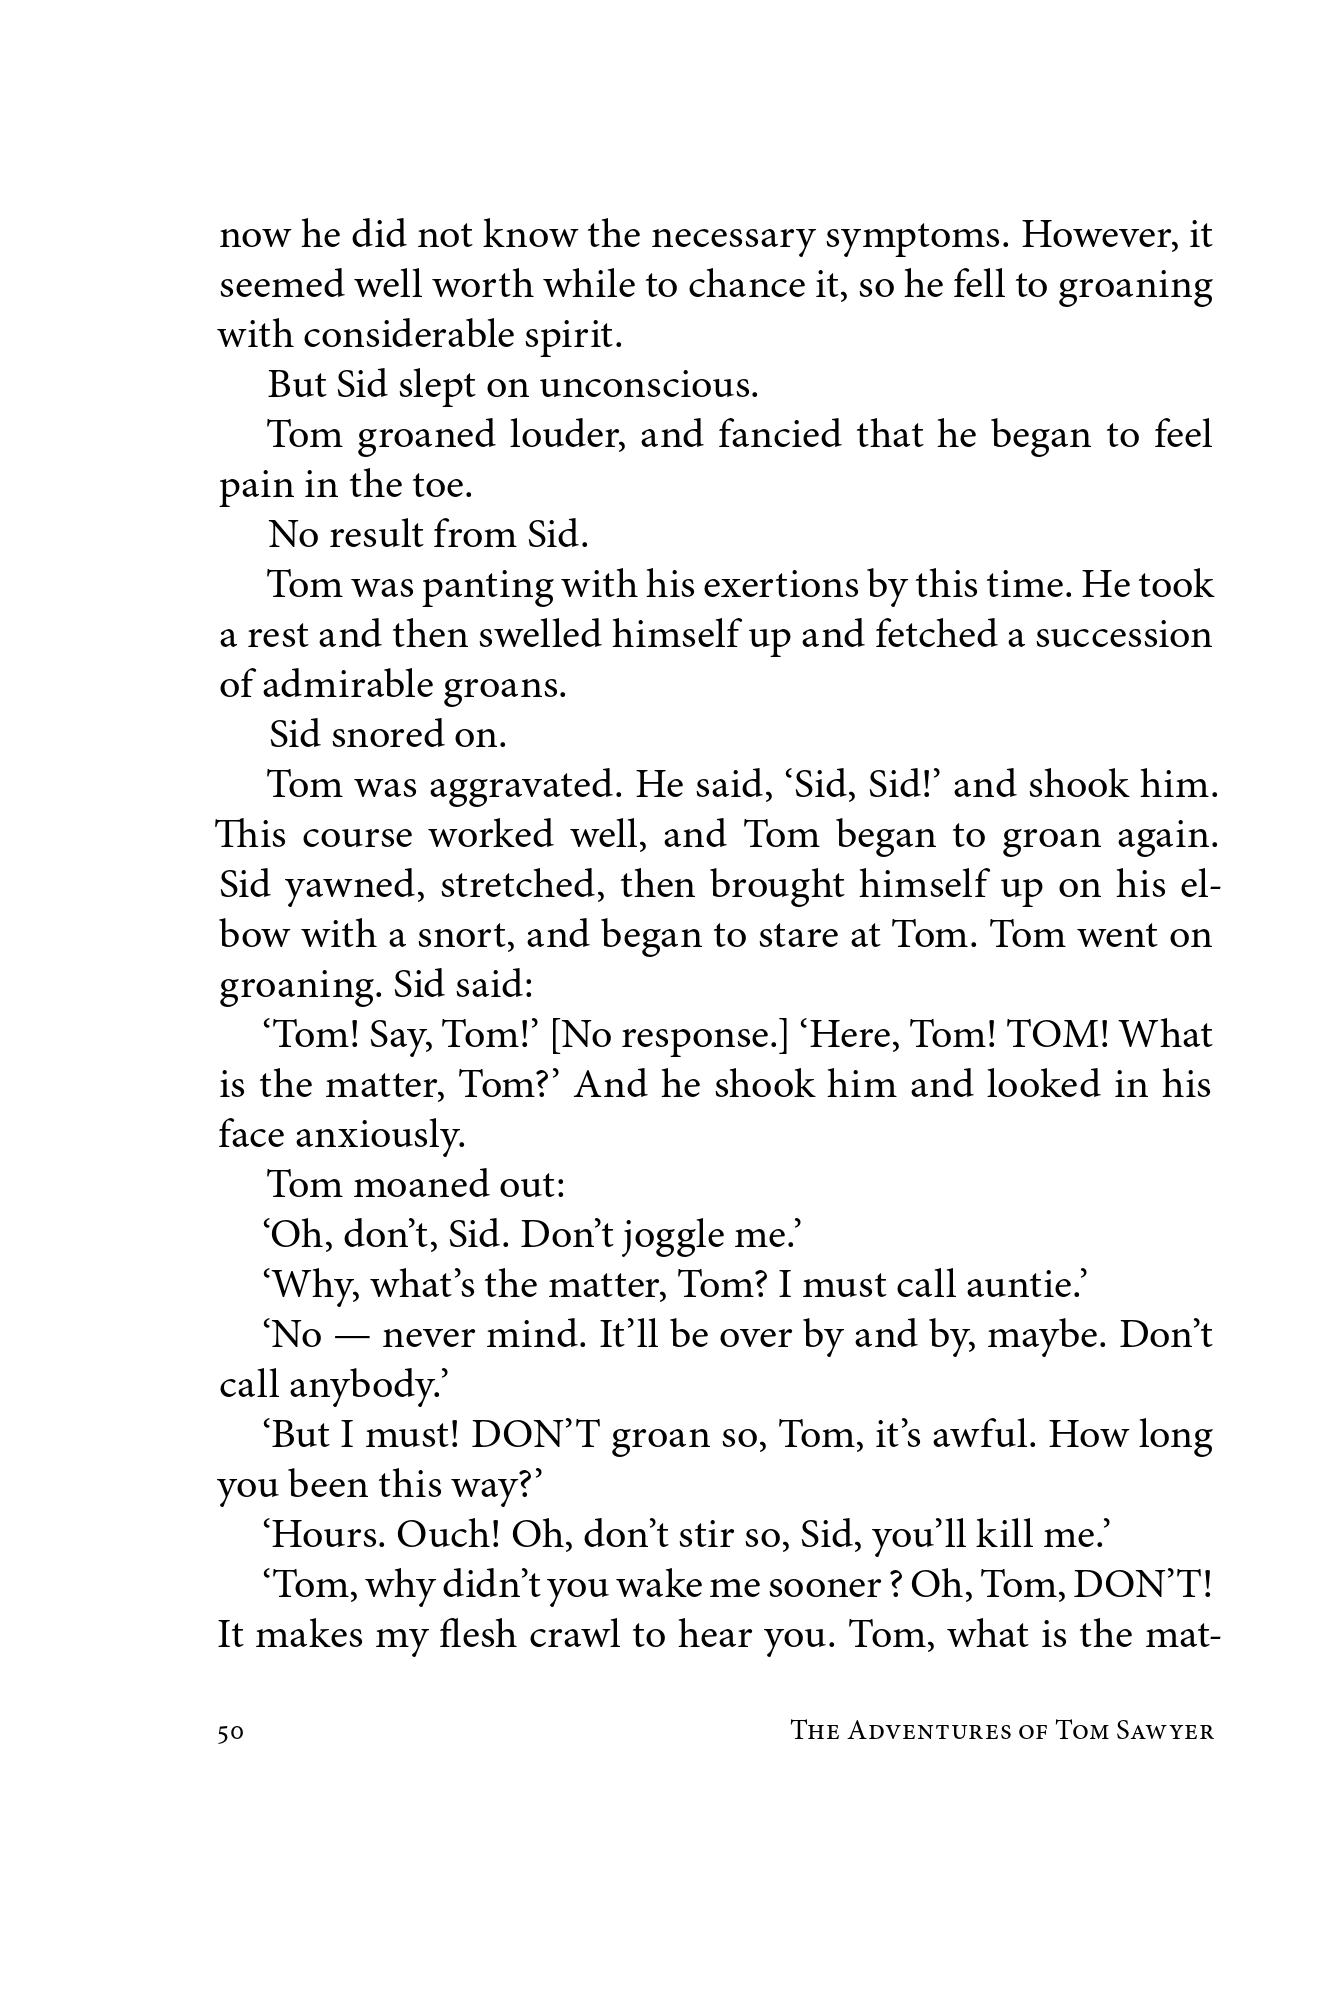 now he did not know the necessary symptoms. However, it
seemed well worth while to chance it, so he fell to groaning
with considerable spirit.
But Sid slept on unconscious.
Tom groaned louder, and fancied that he began to feel
pain in the toe.
No result from Sid.
Tom was panting with his exertions by this time. He took
a rest and then swelled himself up and fetched a succession
of admirable groans.
Sid snored on.
Tom was aggravated. He said, ‘Sid, Sid!’ and shook him.
This course worked well, and Tom began to groan again.
Sid yawned, stretched, then brought himself up on his el-
bow with a snort, and began to stare at Tom. Tom went on
groaning. Sid said:
‘Tom! Say, Tom!’ [No response.] ‘Here, Tom! TOM! What
is the matter, Tom?’ And he shook him and looked in his
face anxiously.
Tom moaned out:
‘Oh, don’t, Sid. Don’t joggle me.’
‘Why, what’s the matter, Tom? I must call auntie.’
‘No — never mind. It’ll be over by and by, maybe. Don’t
call anybody.’
‘But I must! DON’T groan so, Tom, it’s awful. How long
you been this way?’
‘Hours. Ouch! Oh, don’t stir so, Sid, you’ll kill me.’
‘Tom, why didn’t you wake me sooner ? Oh, Tom, DON’T!
It makes my flesh crawl to hear you. Tom, what is the mat-
50 The Adventures of Tom Sawyer